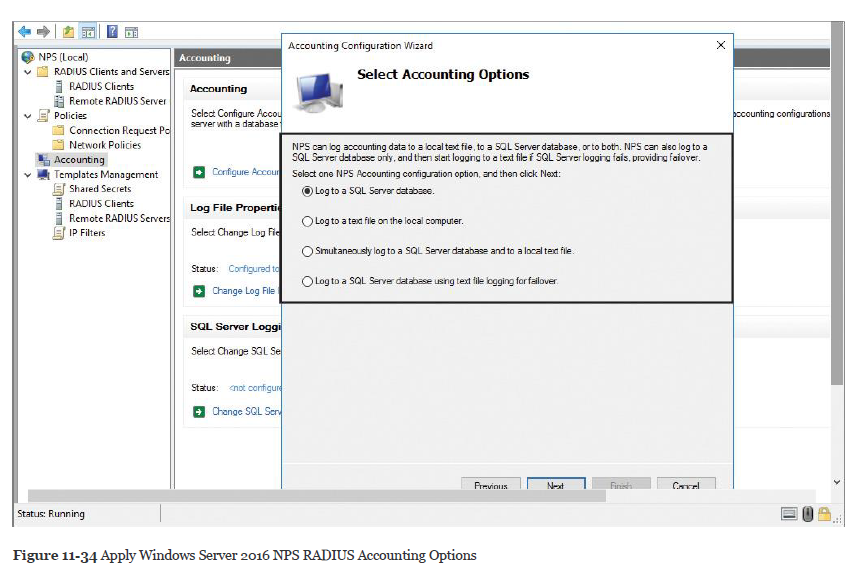 NPS (Local)
RADIUS Clients and Servers
RADIUS Clients
Remote RADIUS Server
Policies
Connection Request Po
Network Policies
Accounting
Templates Management
Shared Secrets
RADIUS Clients
Remote RADIUS Servers
IP Filters
Accounting
Accounting
Select Configure Accou
server with a database
ccounting configurations
Configure Accour
Log File Properti
Select Change Log File
Status: Configured to
Change Log File
SQL Server Loggi
Select Change SQL Se
Status: <not configure
Change SQL Serv
Accounting Configuration Wizard
Select Accounting Options
NPS can log accounting data to a local text file, to a SQL Server database, or to both. NPS can also log to a
SQL Server database only, and then start logging to a text file if SQL Server logging fails, providing failover.
Select one NPS Accounting configuration option, and then click Next:
Log to a SQL Server database.
Log to a text file on the local computer.
Simultaneously log to a SQL Server database and to a local text file.
Log to a SQL Server database using text file logging for failover.
Previous Next Finish Cancel
Status: Running
Figure 11-34 Apply Windows Server 2016 NPS RADIUS Accounting Options